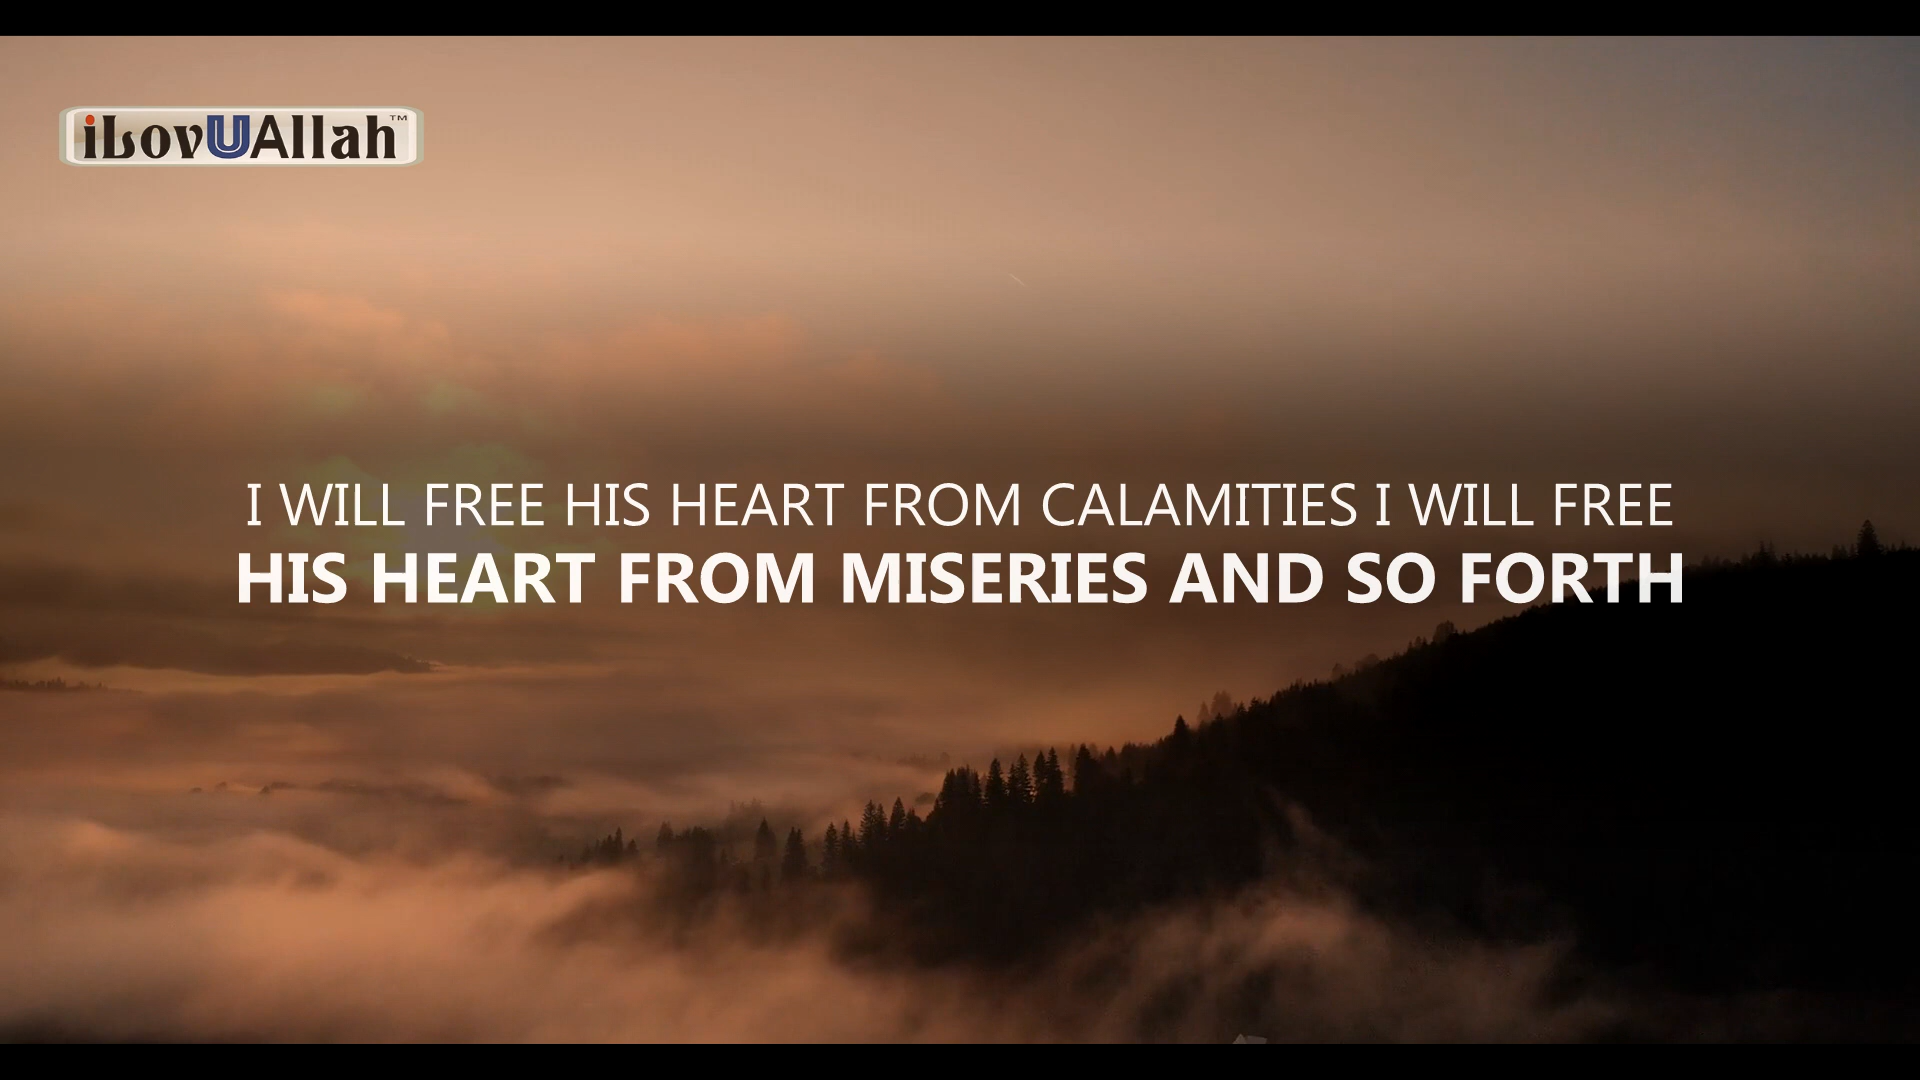 iLovUAllah™
I WILL FREE HIS HEART FROM CALAMITIES I WILL FREE
HIS HEART FROM MISERIES AND SO FORTH